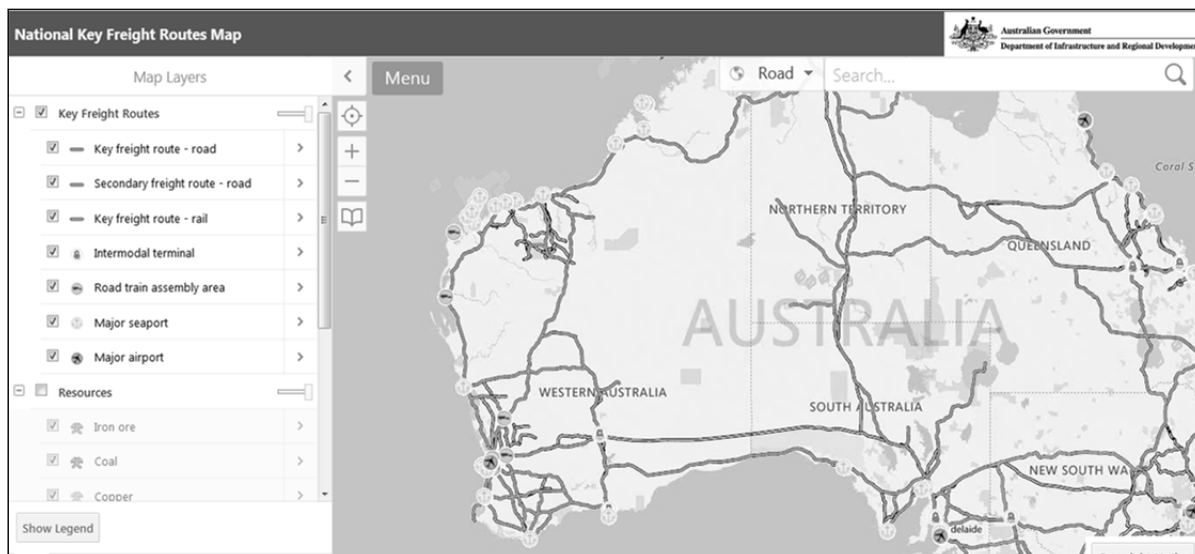 National Key Freight Routes Map
Australian Government
Department of Infrastructure and Regional Developme
Map Layers
Menu
Road
Search...
Key Freight Routes
Key freight route - road
Secondary freight route - road
Key freight route - rail
Intermodal terminal
Road train assembly area
Major seaport
Major airport
Resources
Iron ore
Coal
Copper
Show Legend
Coral S
NORTHERN TERRITORY
QUEENSLAND
AUSTRALIA
WESTERN AUSTRALIA
SOUTH AUSTRALIA
NEW SOUTH WA
delaide